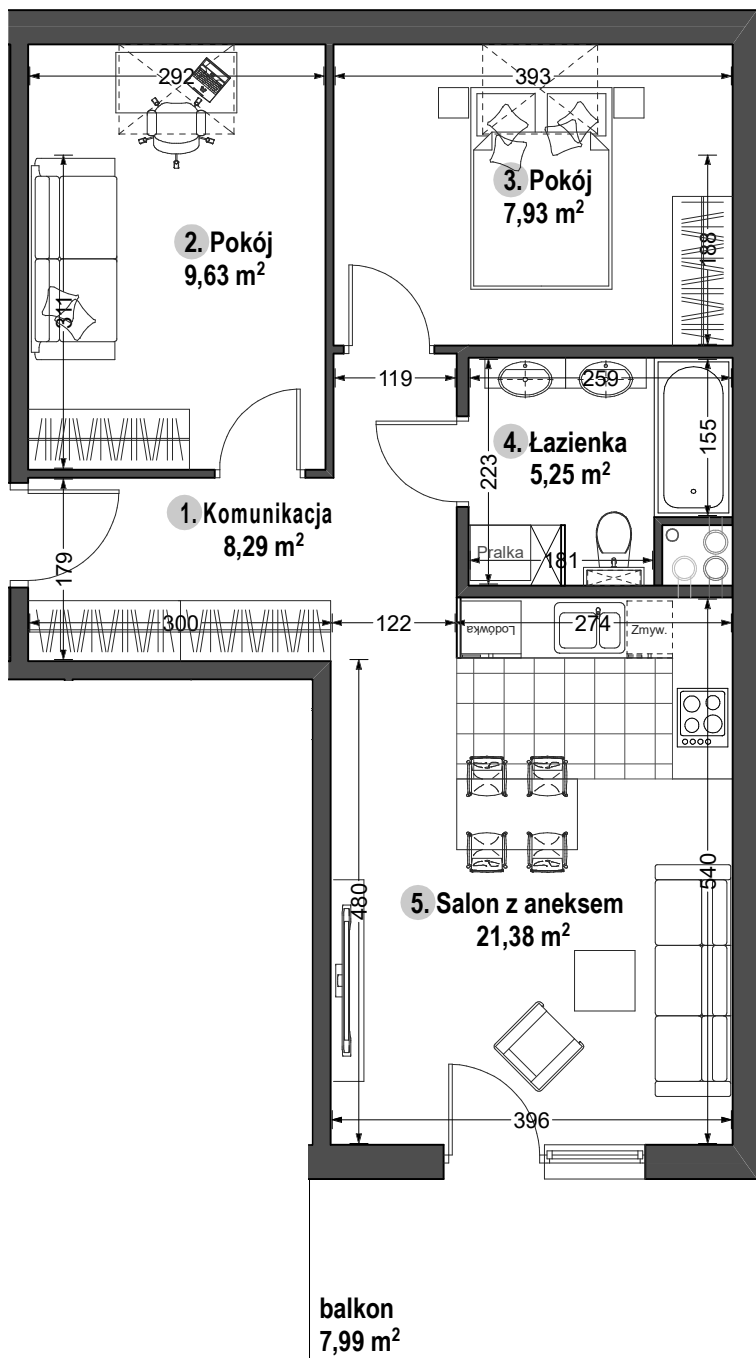 292
393
3. Pokój
7,93 m²
188
2. Pokój
9,63 m²
311
119
259
4. Łazienka
5,25 m²
223
155
1. Komunikacja
8,29 m²
179
Pralka
181
300
122
Lodówka
274
Zmyw.
480
540
5. Salon z aneksem
21,38 m²
396
balkon
7,99 m²